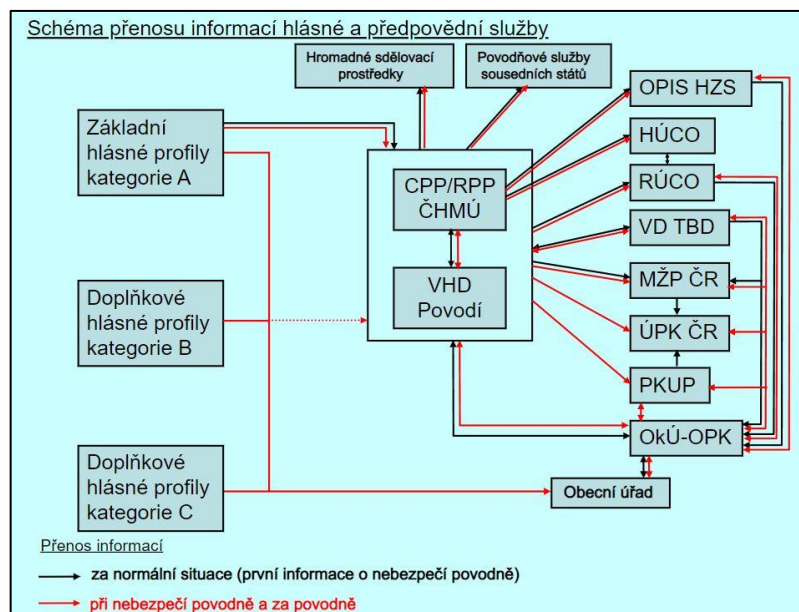 Schéma přenosu informací hlásné a předpovědní služby
Hromadné sdělovací
prostředky
Povodňové služby
sousedních států
OPIS HZS
Základní
hlásné profily
kategorie A
HÚCO
CPP/RPP
ČHMÚ
RÚCO
VD TBD
VHD
Povodí
MŽP ČR
Doplňkové
hlásné profily
kategorie B
ÚPK ČR
PKUP
OkÚ-OPK
Doplňkové
hlásné profily
kategorie C
Obecní úřad
Přenos informací
za normální situace (první informace o nebezpečí povodně)
při nebezpečí povodně a za povodně